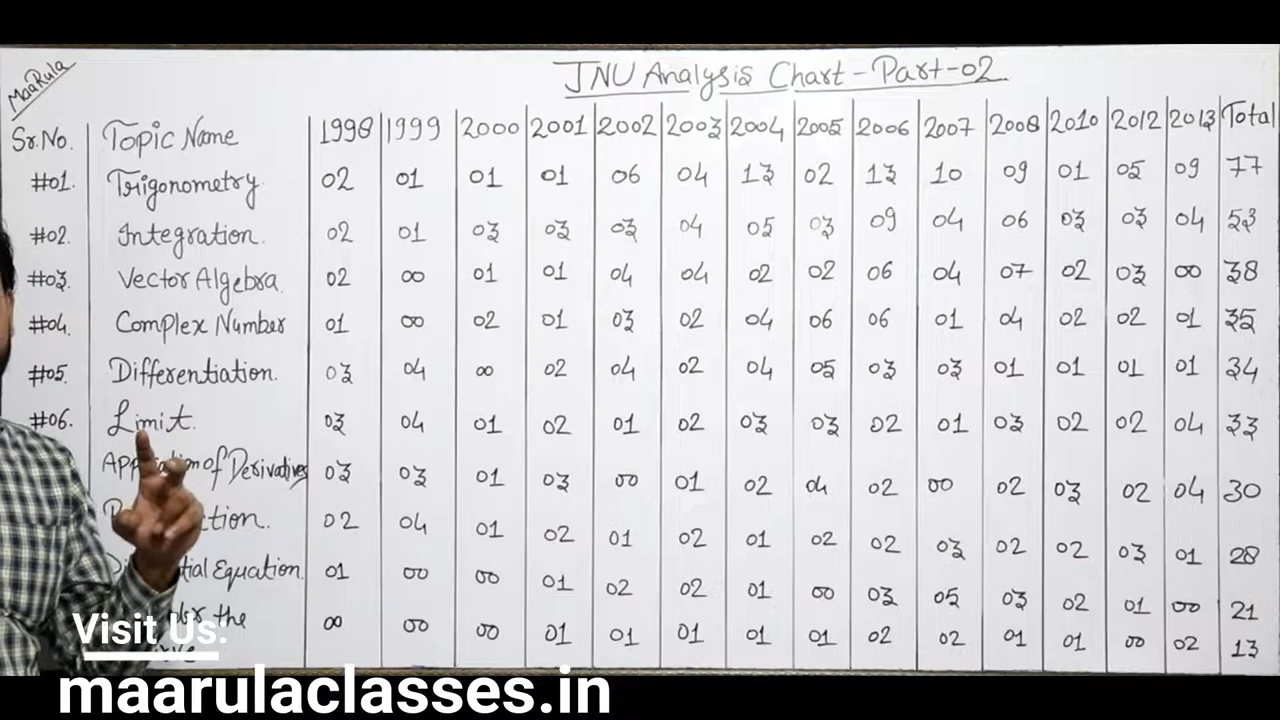 MaaRula
JNU Analysis Chart - Part-02
Sr.No. Topic Name 1998 1999 2000 2001 2002 2003 2004 2005 2006 2007 2008 2010 2012 2013 Total
#01. Trigonometry 02 01 01 01 06 04 13 02 13 10 09 01 05 09 77
#02. Integration. 02 01 03 03 03 04 05 03 09 04 06 03 03 04 53
#03. Vector Algebra. 02 00 01 01 04 04 02 02 06 04 07 02 03 00 38
#04. Complex Number 01 00 02 01 03 02 04 06 06 01 04 02 02 01 35
#05. Differentiation. 03 04 00 02 04 02 04 05 03 03 01 01 01 01 34
#06. Limit. 03 04 01 02 01 02 03 03 02 01 03 02 02 04 33
of Derivatives 03 03 01 03 00 01 02 04 02 00 02 03 02 04 30
02 04 01 02 01 02 01 02 02 03 02 02 03 01 28
Equation. 01 00 00 01 02 02 01 00 03 05 03 02 01 00 21
the 00 00 00 01 01 01 01 01 02 02 01 01 00 02 13
Visit Us:
maarulaclasses.in